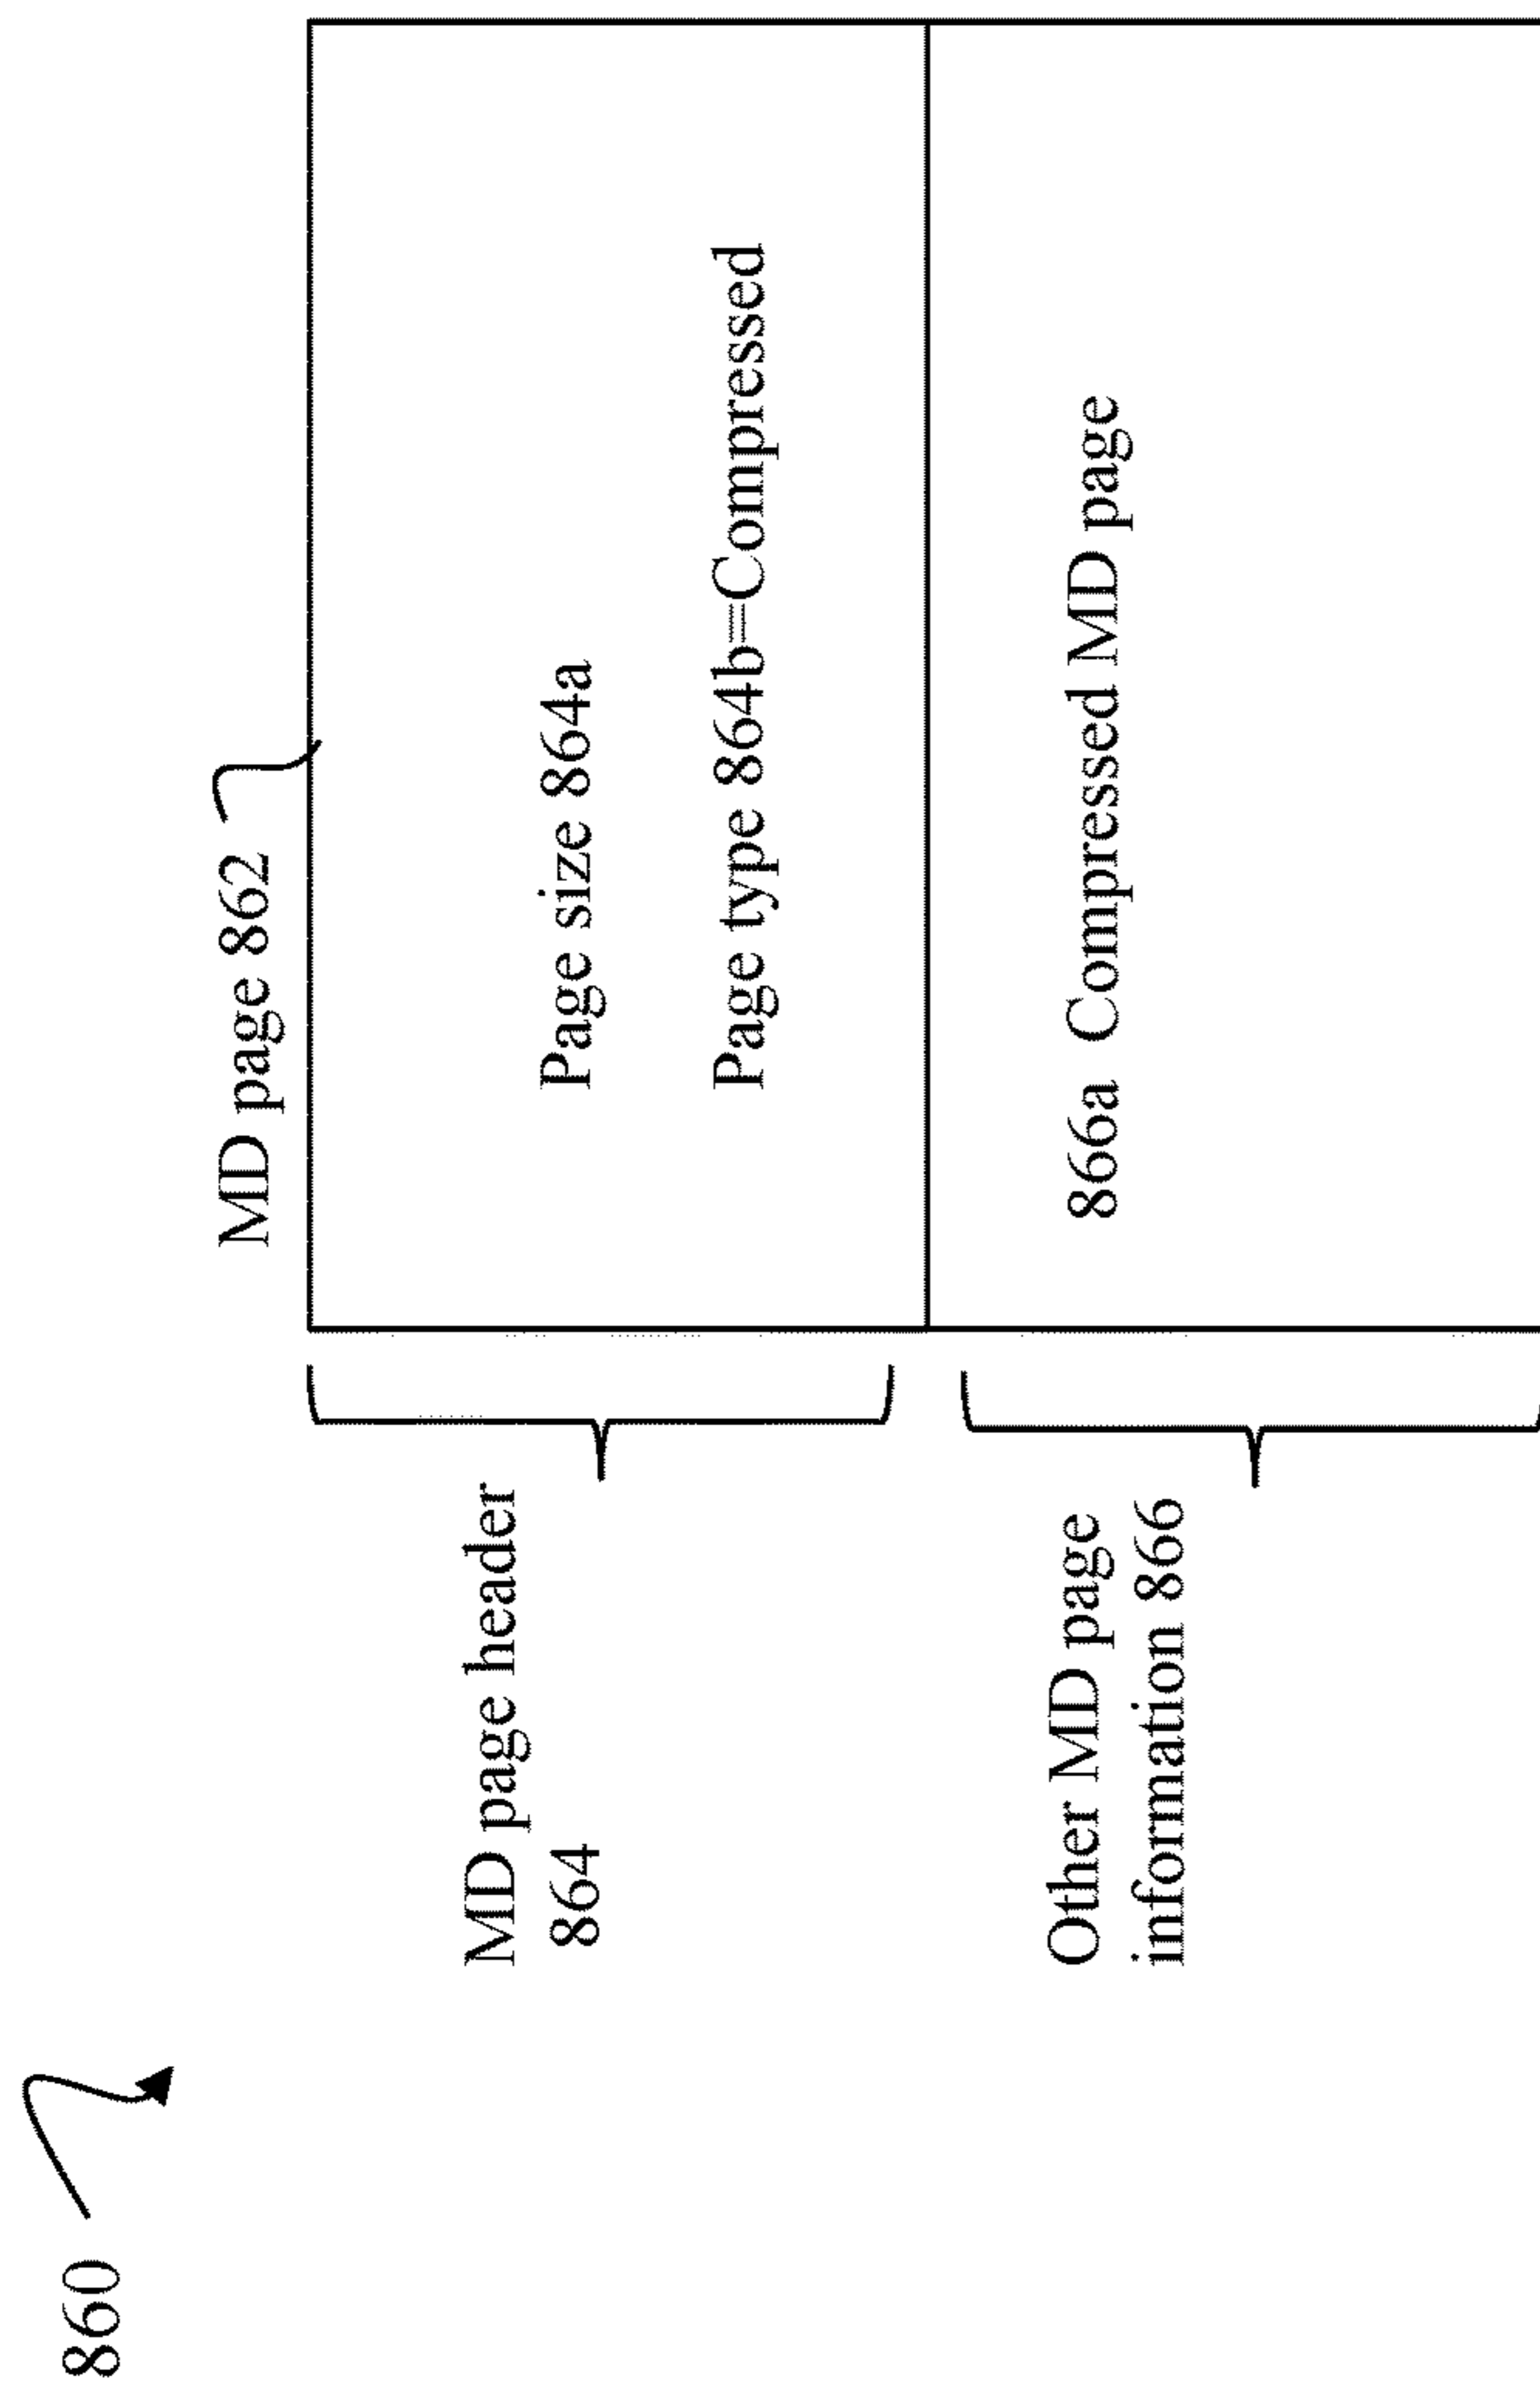 860
MD page 862
MD page header
864
Page size 864a
Page type 864b=Compressed
Other MD page
information 866
866a Compressed MD page